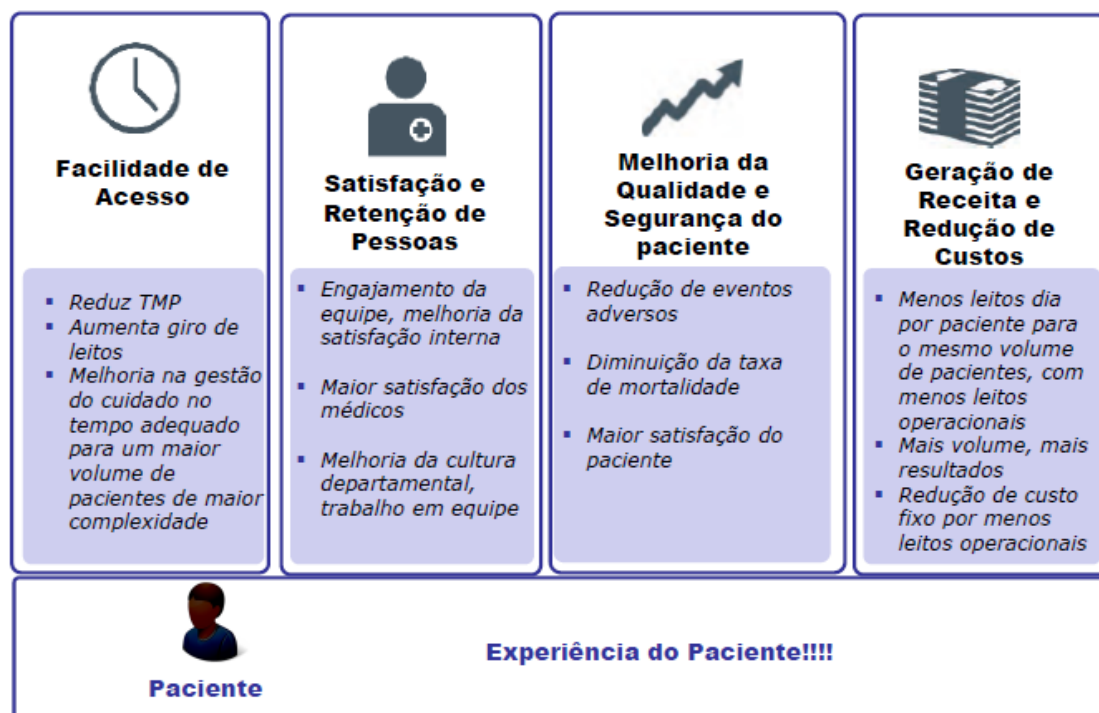 Facilidade de
Acesso
▪ Reduz TMP
▪ Aumenta giro de
leitos
▪ Melhoria na gestão
do cuidado no
tempo adequado
para um maior
volume de
pacientes de maior
complexidade
Satisfação e
Retenção de
Pessoas
▪ Engajamento da
equipe, melhoria da
satisfação interna
▪ Maior satisfação dos
médicos
▪ Melhoria da cultura
departamental,
trabalho em equipe
Melhoria da
Qualidade e
Segurança do
paciente
▪ Redução de eventos
adversos
▪ Diminuição da taxa
de mortalidade
▪ Maior satisfação do
paciente
Geração de
Receita e
Redução de
Custos
▪ Menos leitos dia
por paciente para
o mesmo volume
de pacientes, com
menos leitos
operacionais
▪ Mais volume, mais
resultados
▪ Redução de custo
fixo por menos
leitos operacionais
Paciente
Experiência do Paciente!!!!